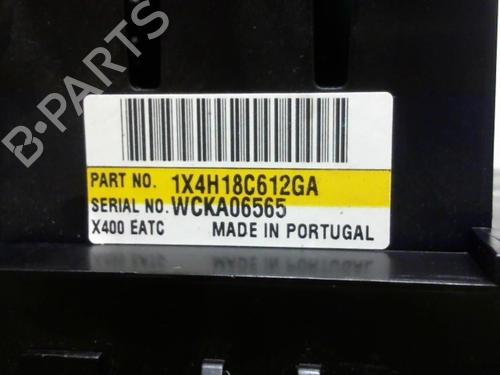 B-PARTS
PART NO. 1X4H18C612GA
SERIAL NO. WCKA06565
X400 EATC MADE IN PORTUGAL